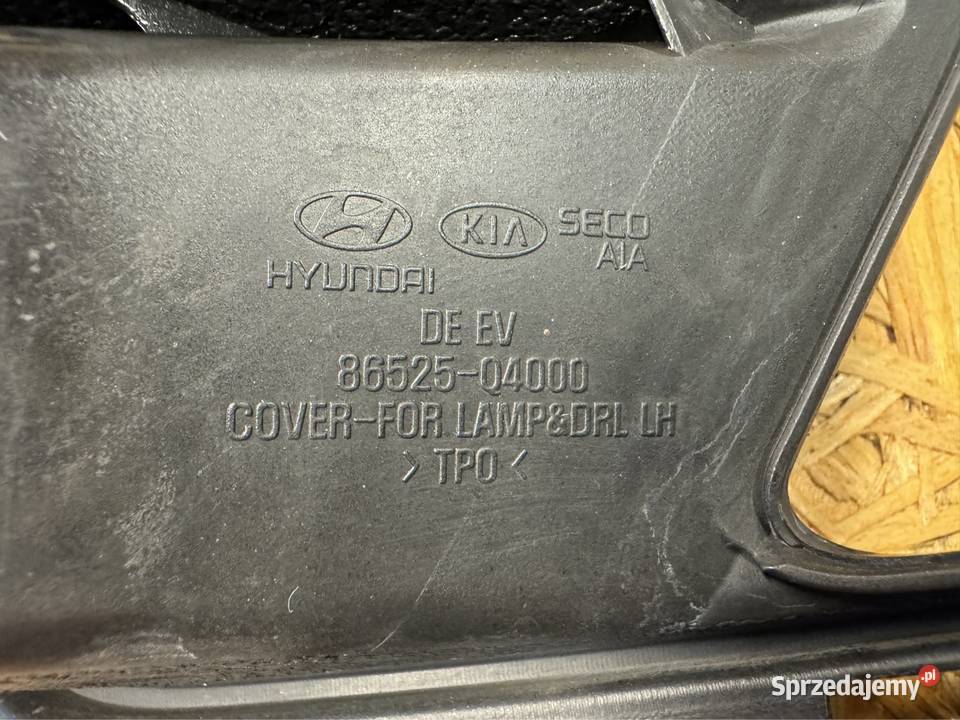 KIA SECO
AIA
HYUNDAI
DE EV
86525-Q4000
COVER-FOR LAMP&DRL LH
> TPO <
Sprzedajemy.pl